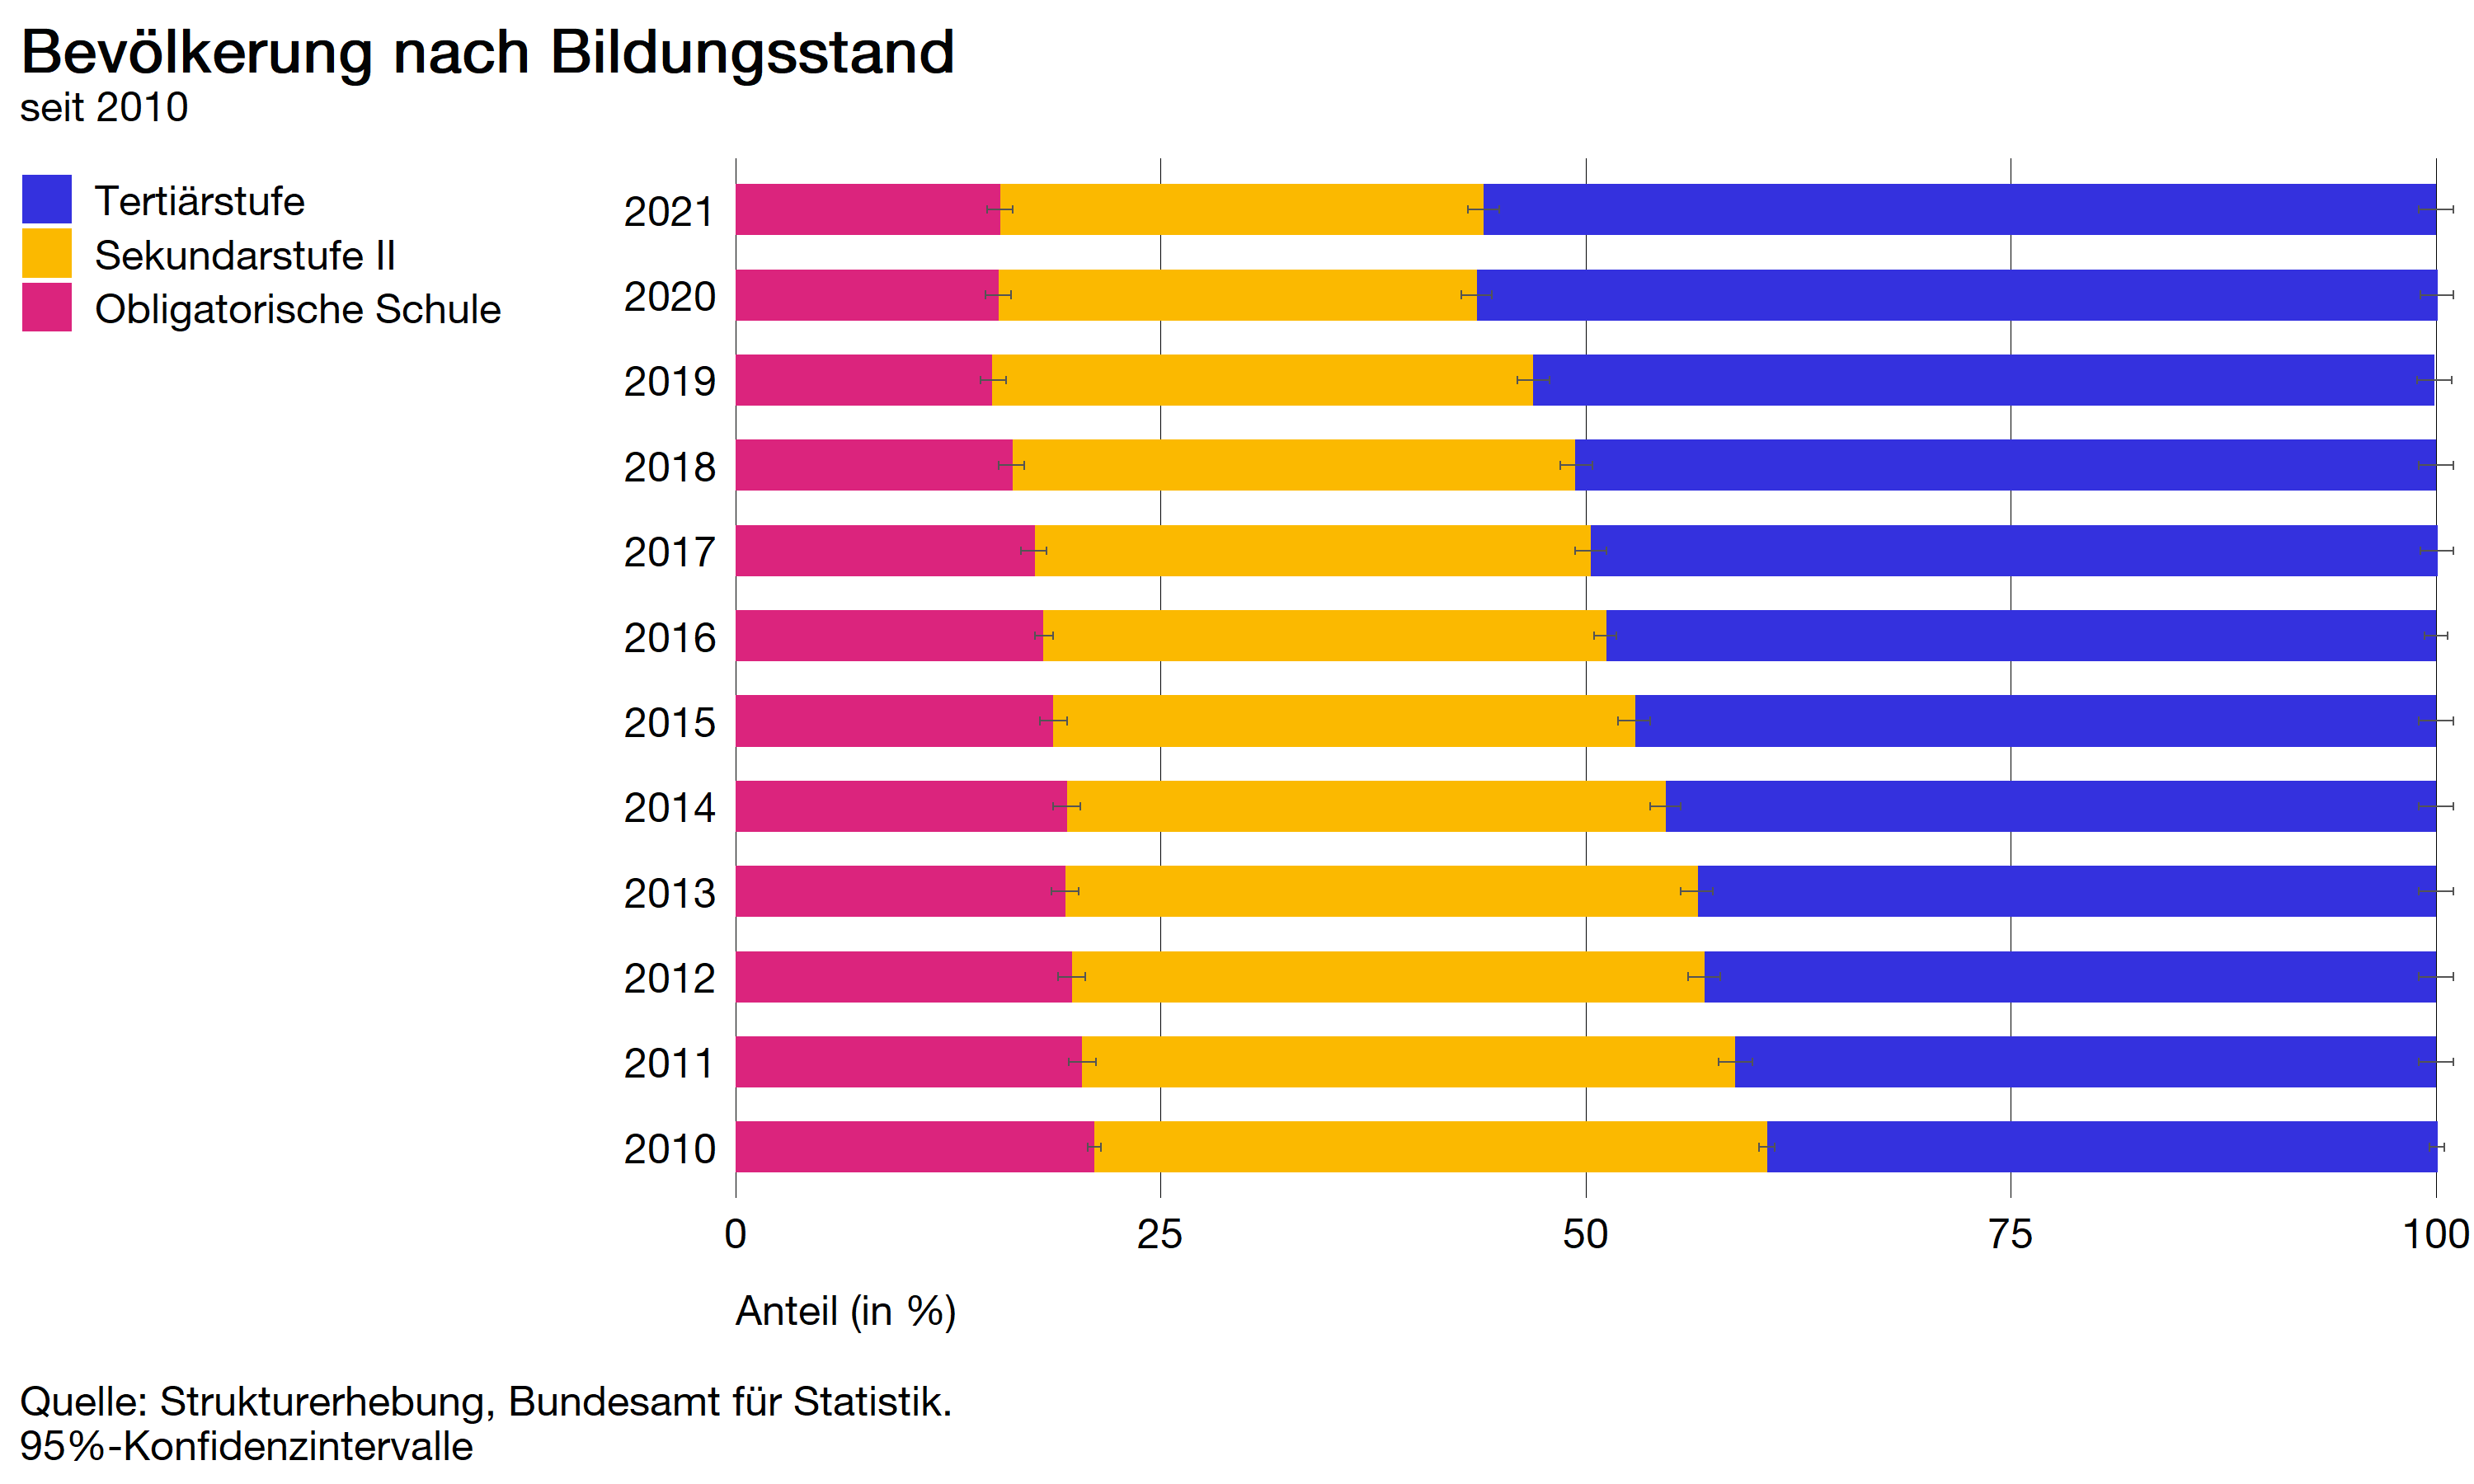 Bevölkerung nach Bildungsstand
seit 2010
Tertiärstufe
Sekundarstufe II
Obligatorische Schule
2021
2020
2019
2018
2017
2016
2015
2014
2013
2012
2011
2010
0 25 50 75 100
Anteil (in %)
Quelle: Strukturerhebung, Bundesamt für Statistik.
95%-Konfidenzintervalle